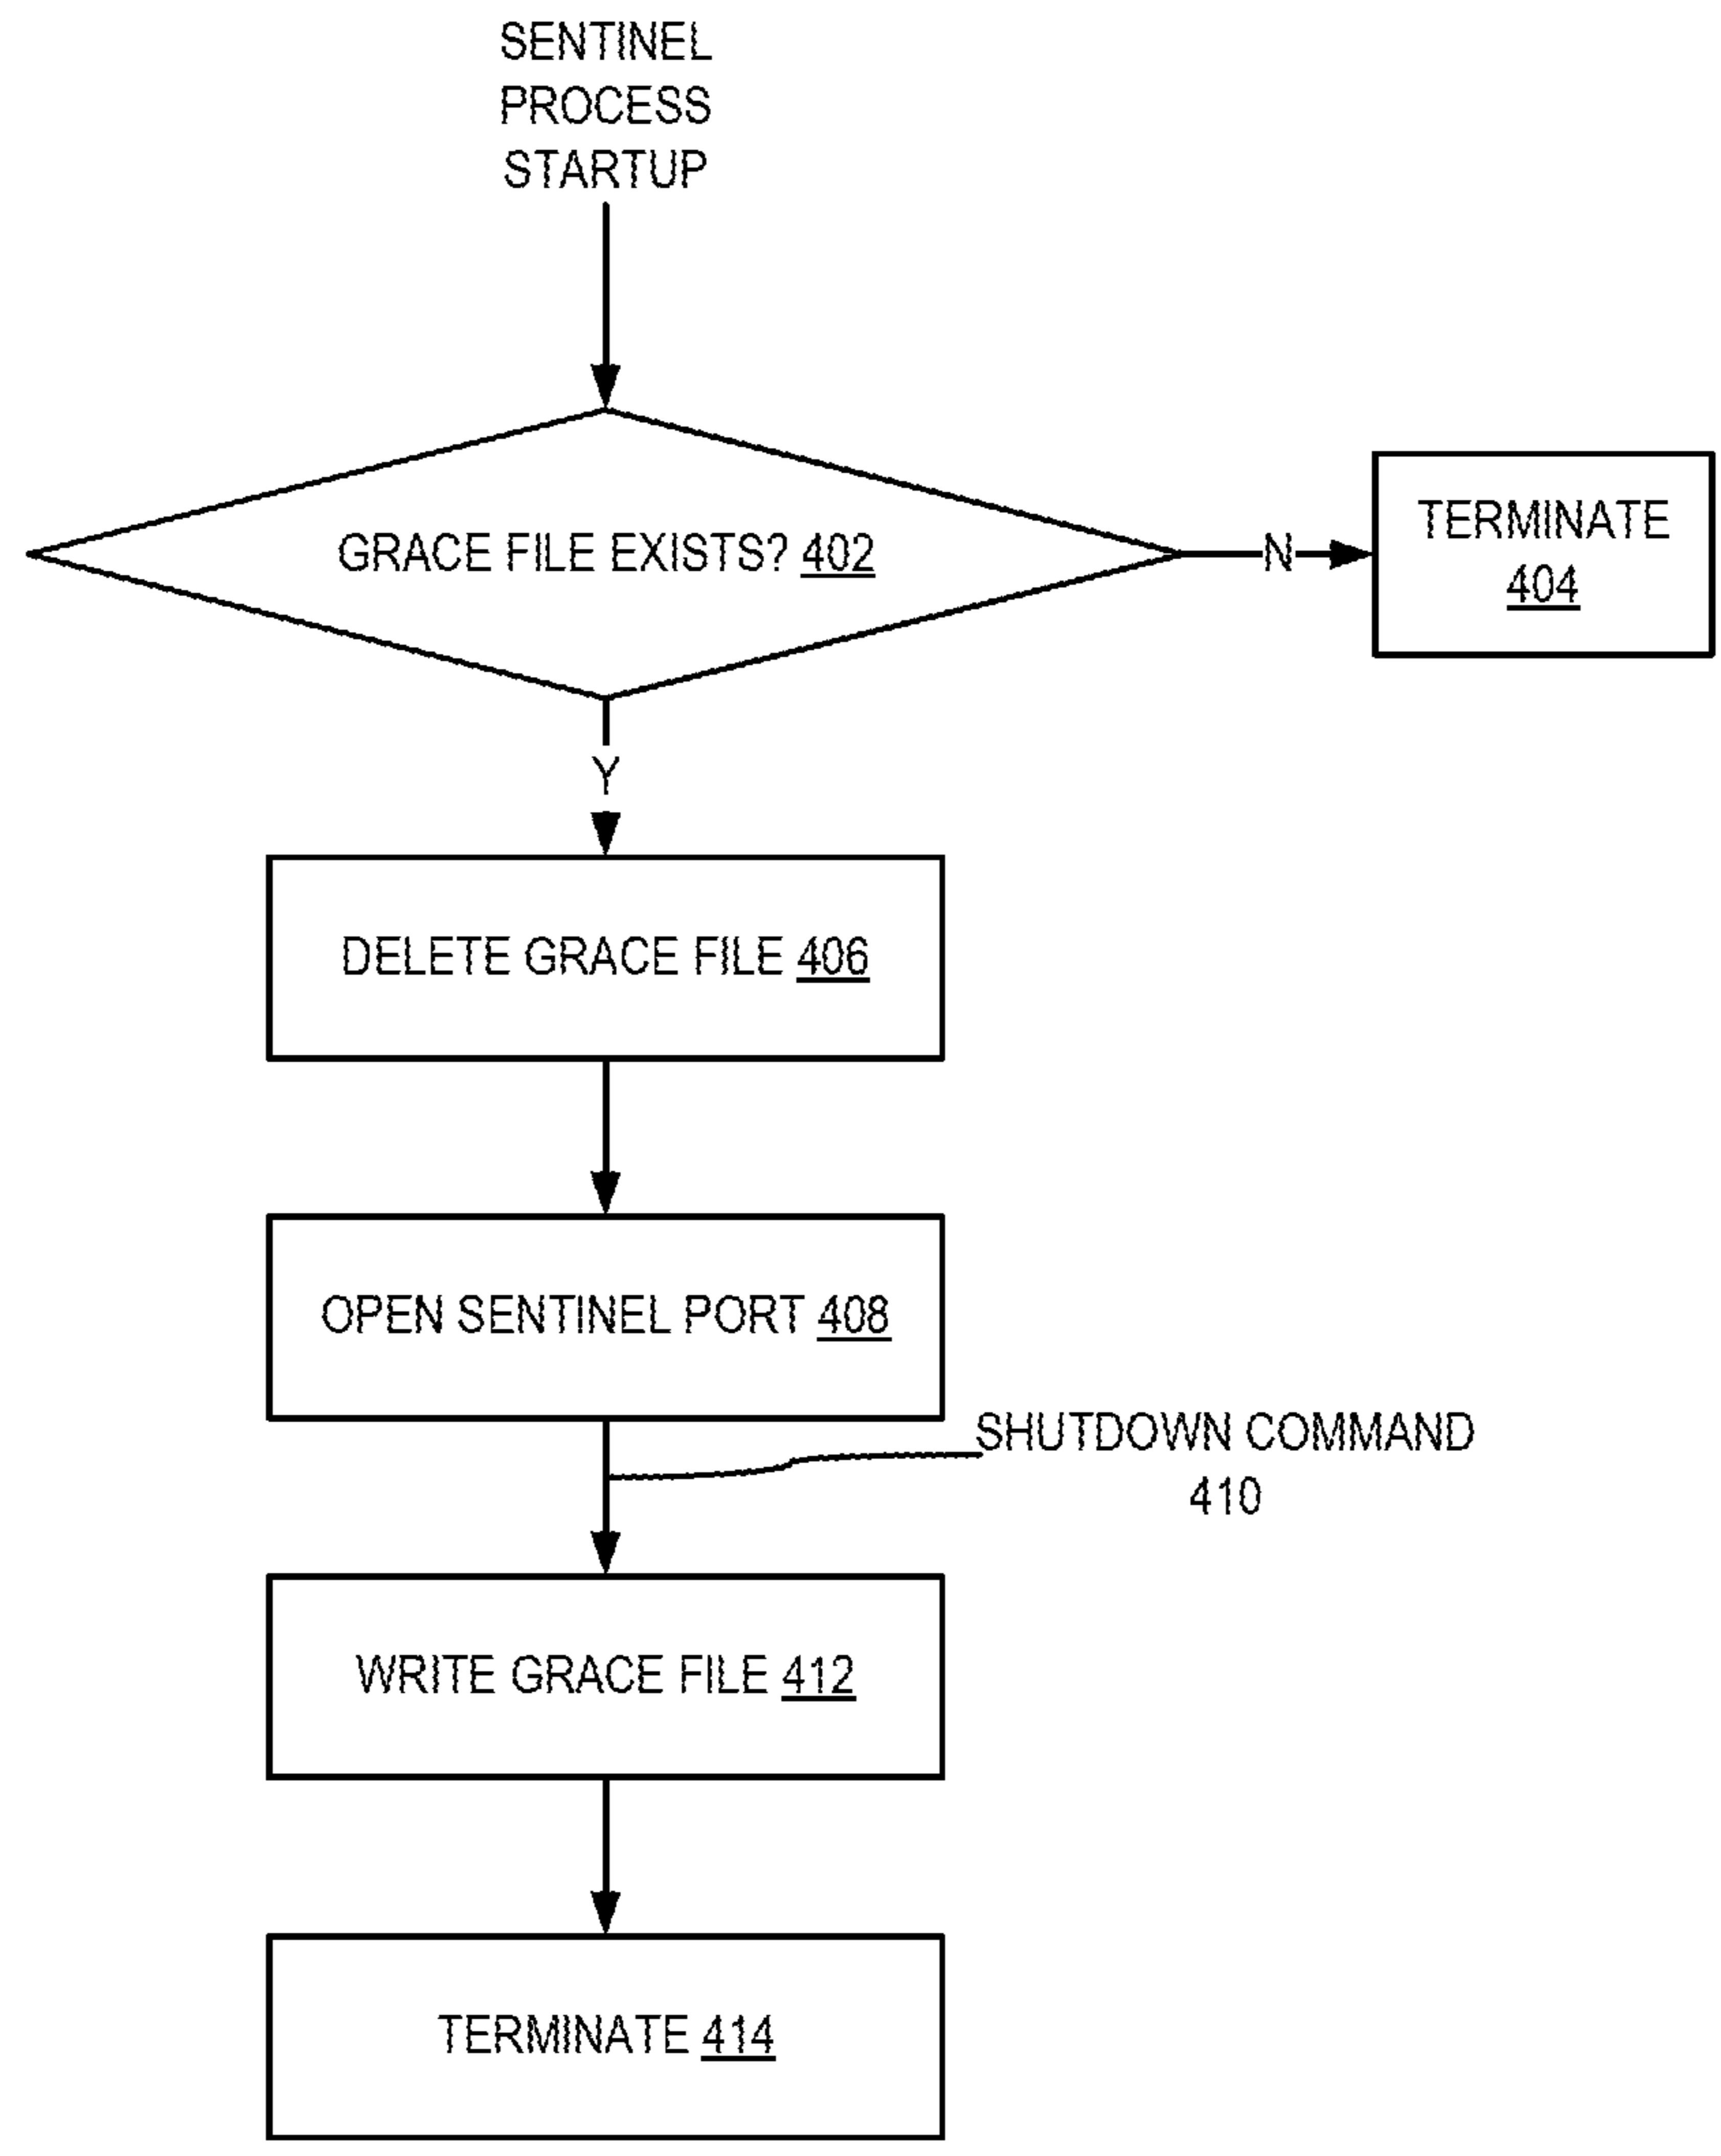 SENTINEL
PROCESS
STARTUP
GRACE FILE EXISTS? 402
N
TERMINATE
404
Y
DELETE GRACE FILE 406
OPEN SENTINEL PORT 408
SHUTDOWN COMMAND
410
WRITE GRACE FILE 412
TERMINATE 414